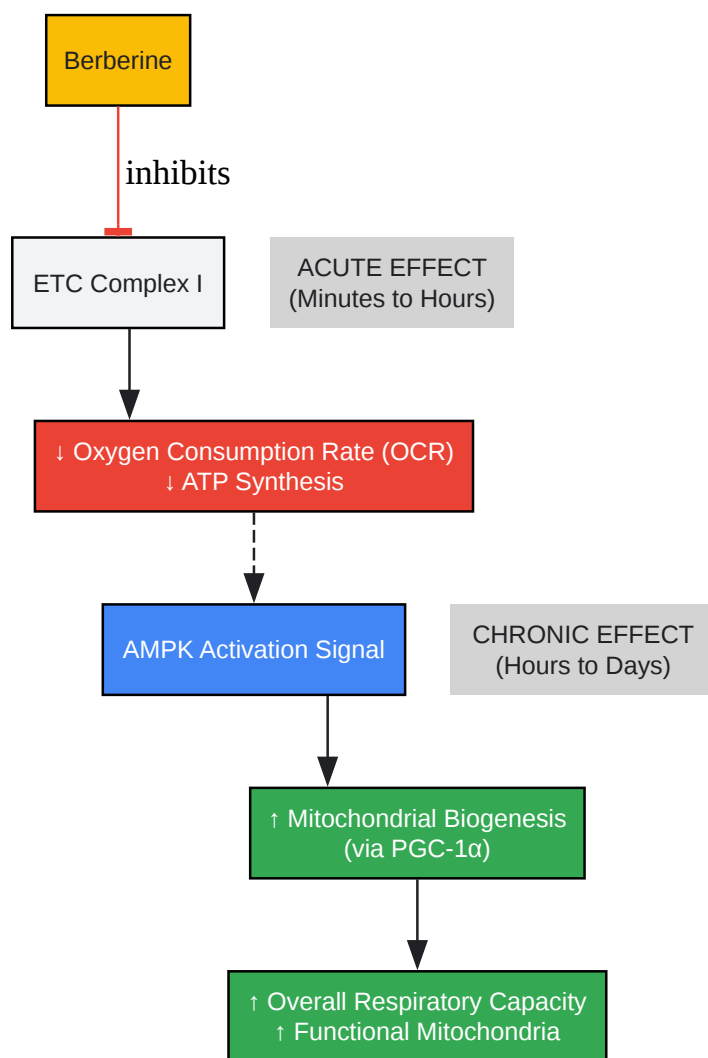 Berberine
inhibits
ETC Complex I
ACUTE EFFECT
(Minutes to Hours)
↓ Oxygen Consumption Rate (OCR)
↓ ATP Synthesis
AMPK Activation Signal
CHRONIC EFFECT
(Hours to Days)
↑ Mitochondrial Biogenesis
(via PGC-1α)
↑ Overall Respiratory Capacity
↑ Functional Mitochondria